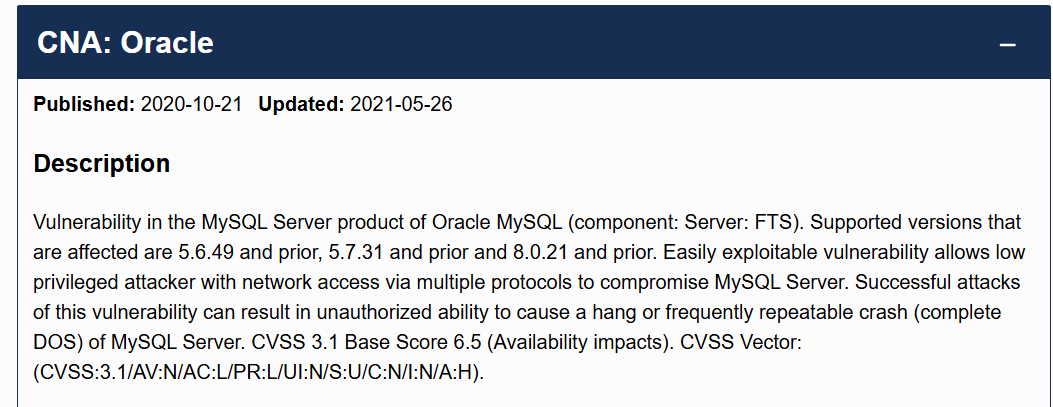 CNA: Oracle
Published: 2020-10-21 Updated: 2021-05-26
Description
Vulnerability in the MySQL Server product of Oracle MySQL (component: Server: FTS). Supported versions that
are affected are 5.6.49 and prior, 5.7.31 and prior and 8.0.21 and prior. Easily exploitable vulnerability allows low
privileged attacker with network access via multiple protocols to compromise MySQL Server. Successful attacks
of this vulnerability can result in unauthorized ability to cause a hang or frequently repeatable crash (complete
DOS) of MySQL Server. CVSS 3.1 Base Score 6.5 (Availability impacts). CVSS Vector:
(CVSS:3.1/AV:N/AC:L/PR:L/UI:N/S:U/C:N/I:N/A:H).